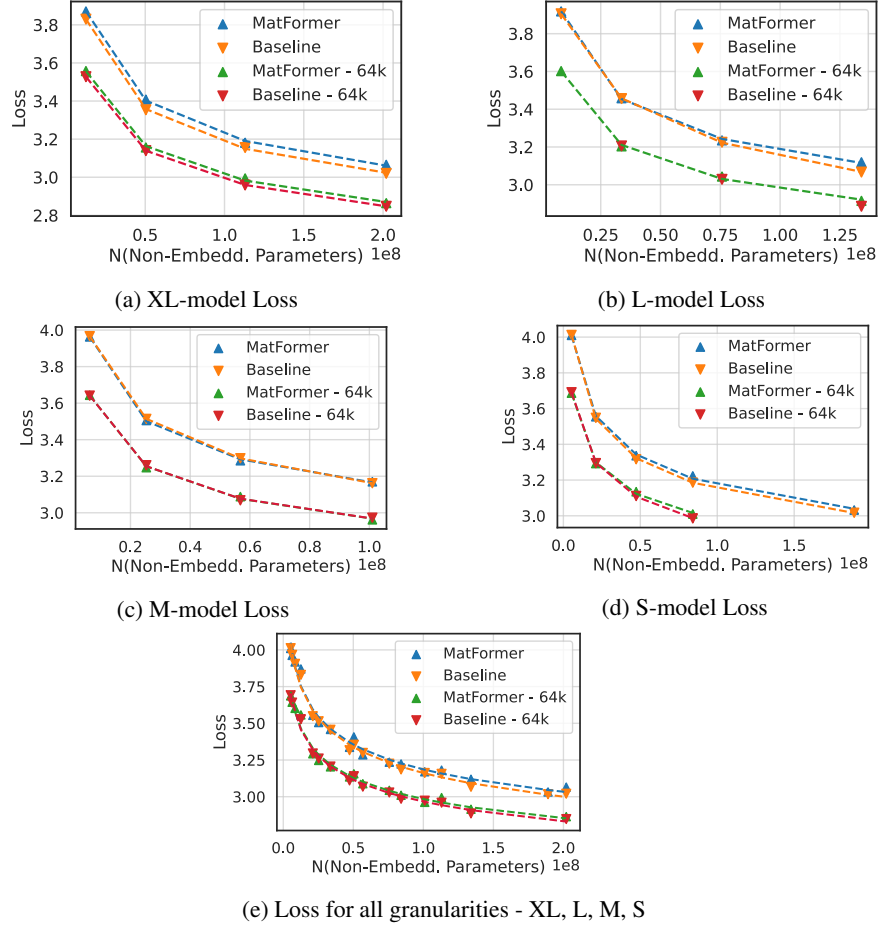 3.8
3.6
3.4
3.2
3.0
2.8
Loss
MatFormer
Baseline
MatFormer - 64k
Baseline - 64k
0.5 1.0 1.5 2.0
N(Non-Embedd. Parameters) 1e8
(a) XL-model Loss
3.8
3.6
3.4
3.2
3.0
Loss
MatFormer
Baseline
MatFormer - 64k
Baseline - 64k
0.25 0.50 0.75 1.00 1.25
N(Non-Embedd. Parameters) 1e8
(b) L-model Loss
4.0
3.8
3.6
3.4
3.2
3.0
Loss
MatFormer
Baseline
MatFormer - 64k
Baseline - 64k
0.2 0.4 0.6 0.8 1.0
N(Non-Embedd. Parameters) 1e8
(c) M-model Loss
4.0
3.8
3.6
3.4
3.2
3.0
Loss
MatFormer
Baseline
MatFormer - 64k
Baseline - 64k
0.0 0.5 1.0 1.5
N(Non-Embedd. Parameters) 1e8
(d) S-model Loss
4.00
3.75
3.50
3.25
3.00
Loss
MatFormer
Baseline
MatFormer - 64k
Baseline - 64k
0.0 0.5 1.0 1.5 2.0
N(Non-Embedd. Parameters) 1e8
(e) Loss for all granularities - XL, L, M, S